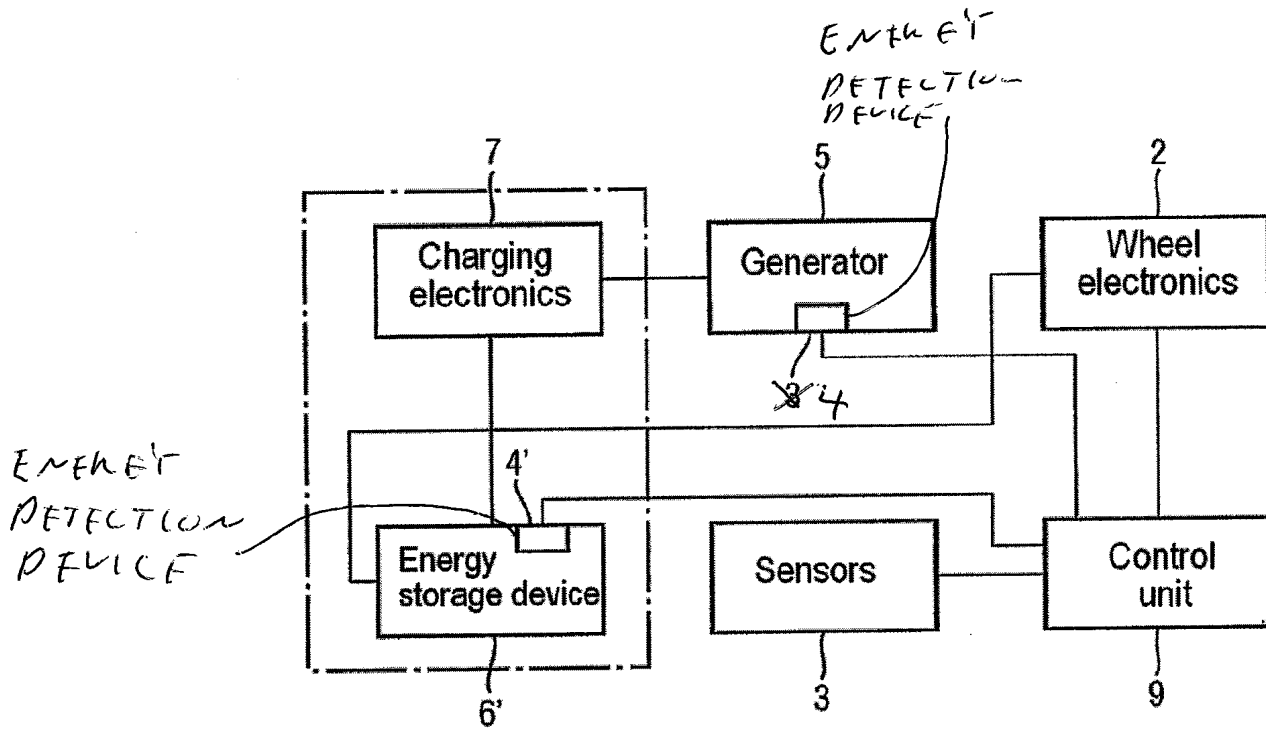 ENERGY
DETECTION
DEVICE
7
5
2
Charging
electronics
Generator
Wheel
electronics
4
ENERGY
DETECTION
DEVICE
4'
Energy
storage device
Sensors
Control
unit
6'
3
9